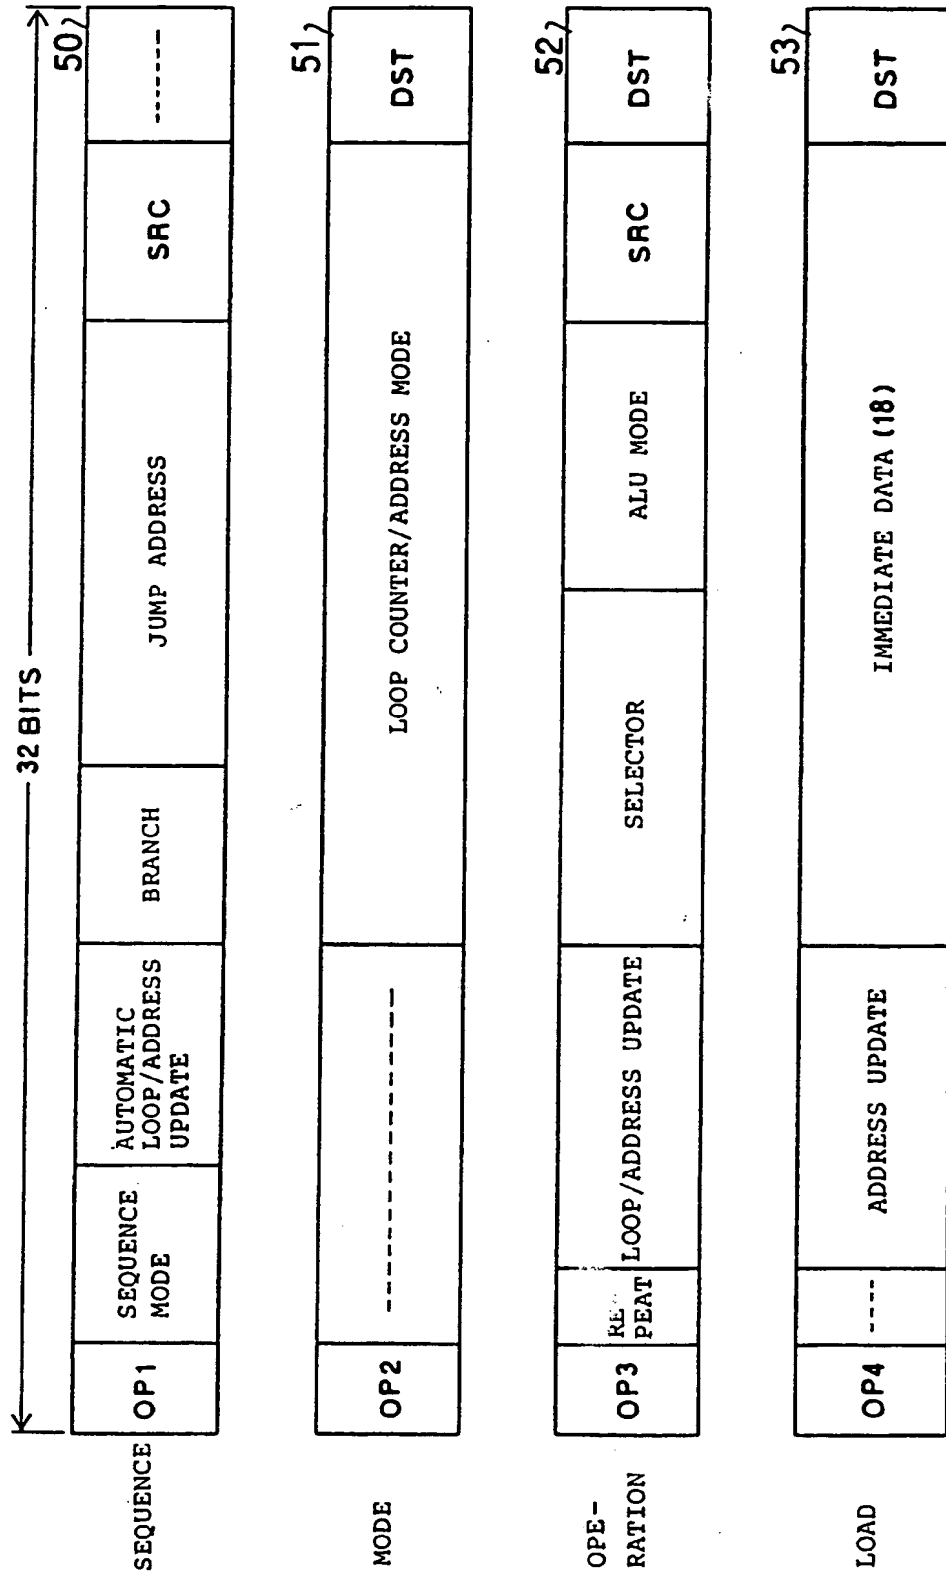 32 BITS
SEQUENCE
OP1
SEQUENCE
MODE
AUTOMATIC
LOOP/ADDRESS
UPDATE
BRANCH
JUMP ADDRESS
SRC
-------
50
MODE
OP2
------------------
LOOP COUNTER/ADDRESS MODE
DST
51
OPE-
RATION
OP3
RE
PEAT
LOOP/ADDRESS UPDATE
SELECTOR
ALU MODE
SRC
DST
52
LOAD
OP4
----
ADDRESS UPDATE
IMMEDIATE DATA (18)
DST
53